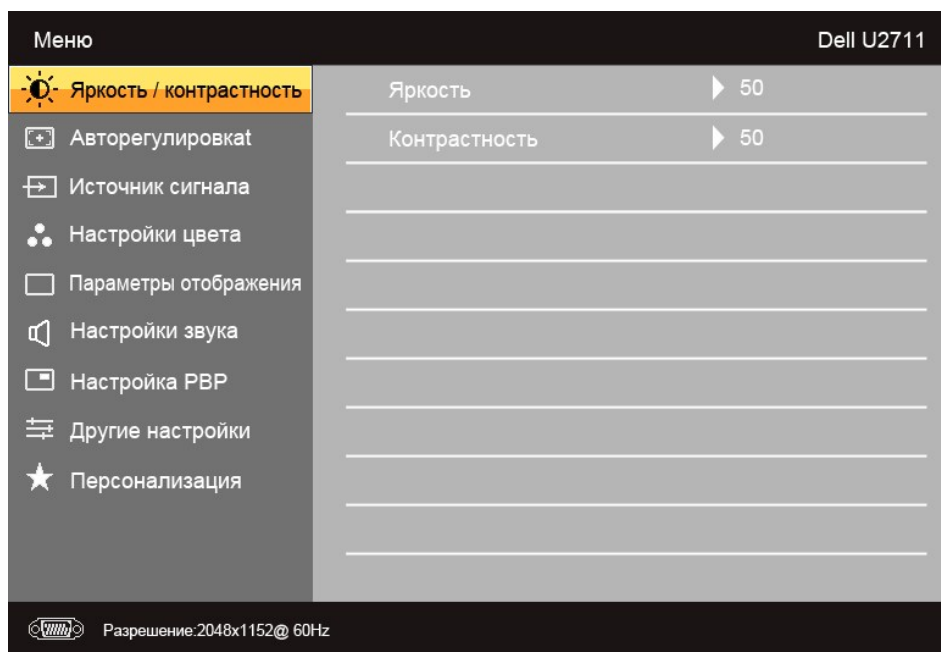 Меню Dell U2711
Яркость / контрастность Яркость 50
Авторегулировкаt Контрастность 50
Источник сигнала
Настройки цвета
Параметры отображения
Настройки звука
Настройка PBP
Другие настройки
Персонализация
Разрешение:2048x1152@ 60Hz